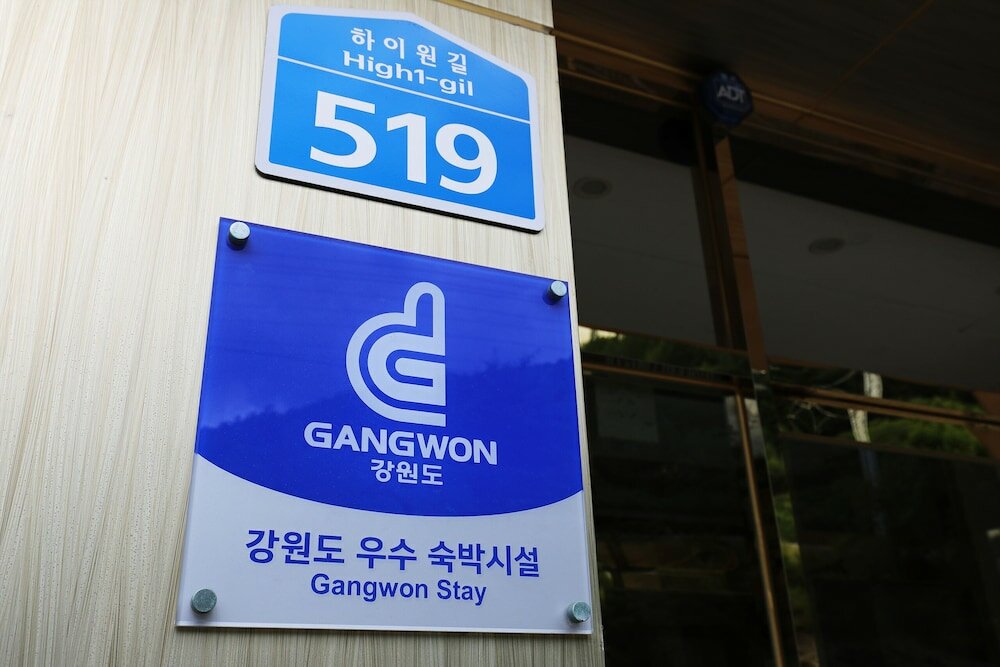 하이원길
High1-gil
519
ADT
GANGWON
강원도
강원도 우수 숙박시설
Gangwon Stay